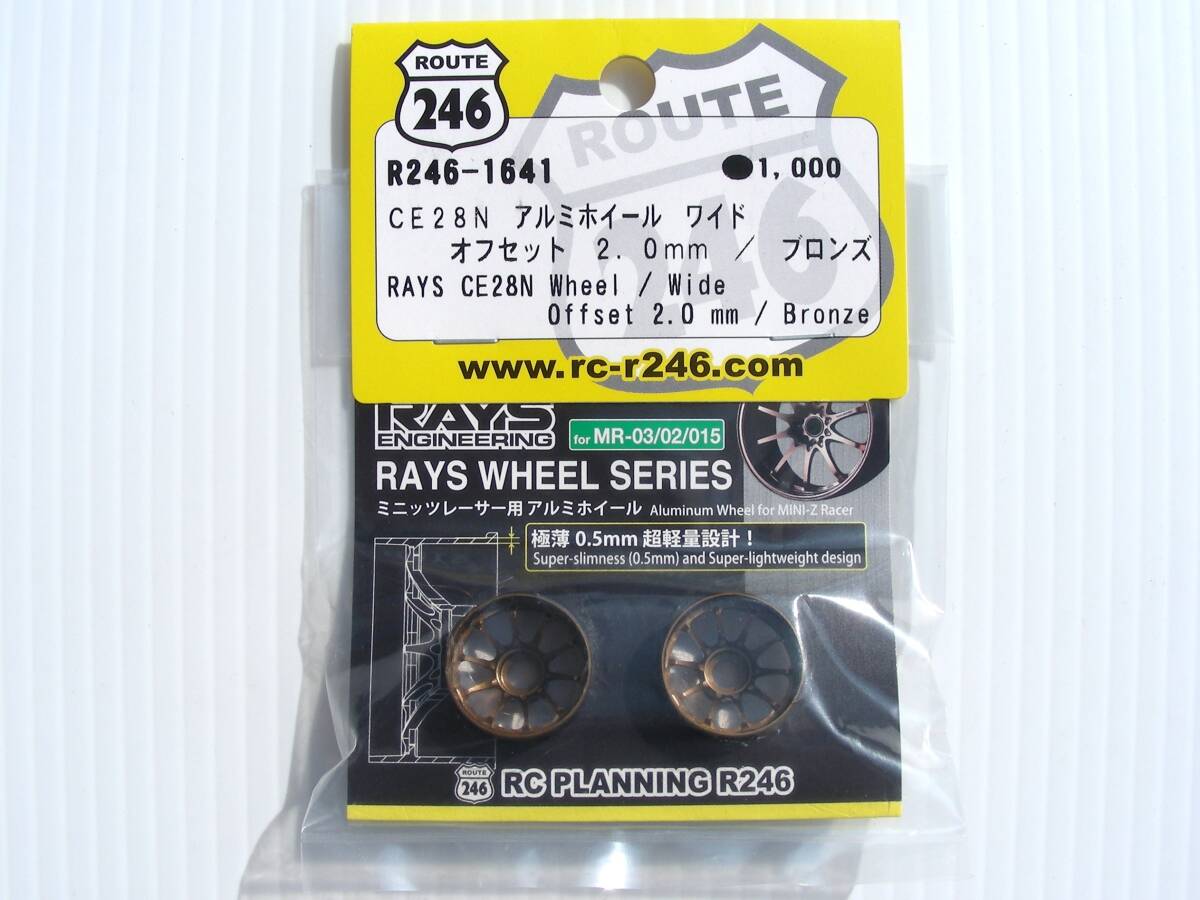 ROUTE
246
ROUTE
246
R246-1641 ●1,000
CE28N アルミホイール ワイド
オフセット 2.0mm / ブロンズ
RAYS CE28N Wheel / Wide
Offset 2.0 mm / Bronze
www.rc-r246.com
RAYS
ENGINEERING
for MR-03/02/015
RAYS WHEEL SERIES
ミニッツレーサー用アルミホイール Aluminum Wheel for MINI-Z Racer
極薄 0.5mm 超軽量設計！
Super-slimness (0.5mm) and Super-lightweight design
ROUTE
246
RC PLANNING R246